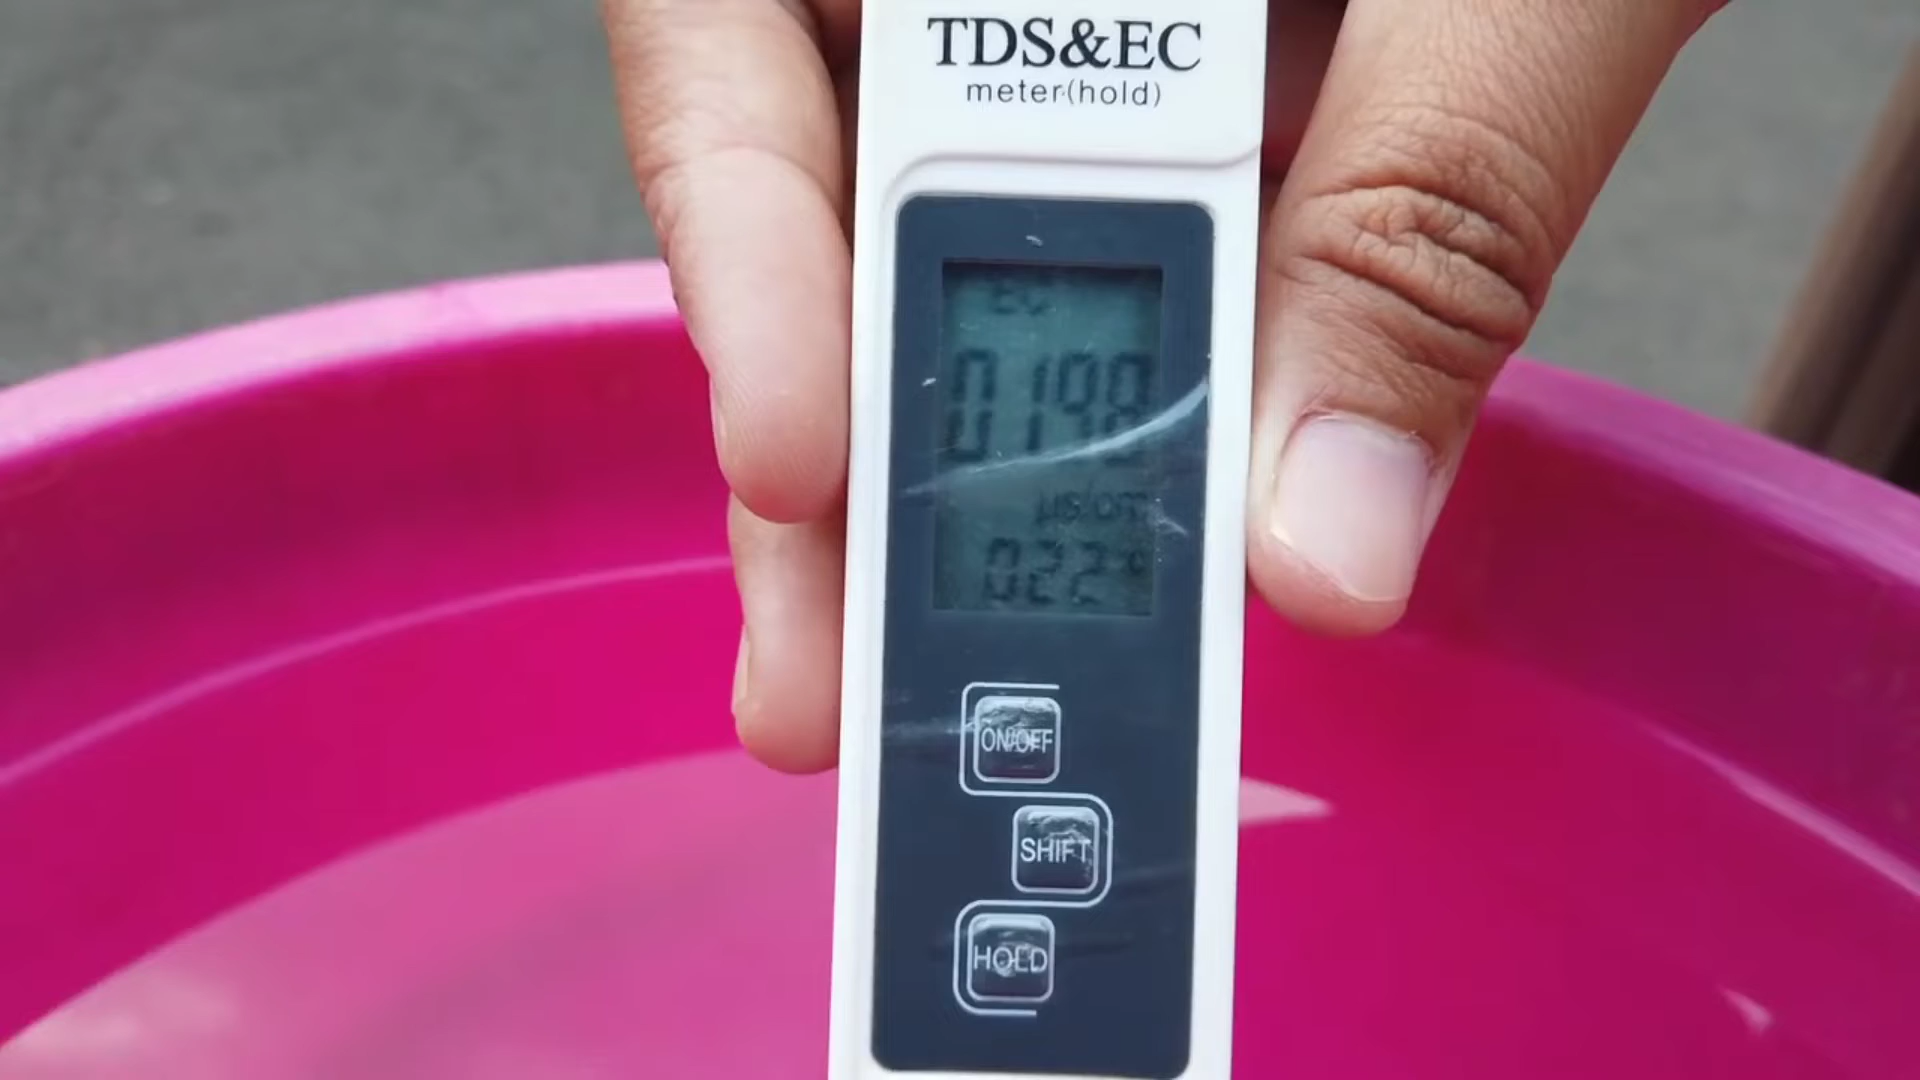 TDS&EC
meter(hold)
EC
0198
µs/cm
022°
ON/OFF
SHIFT
HOLD